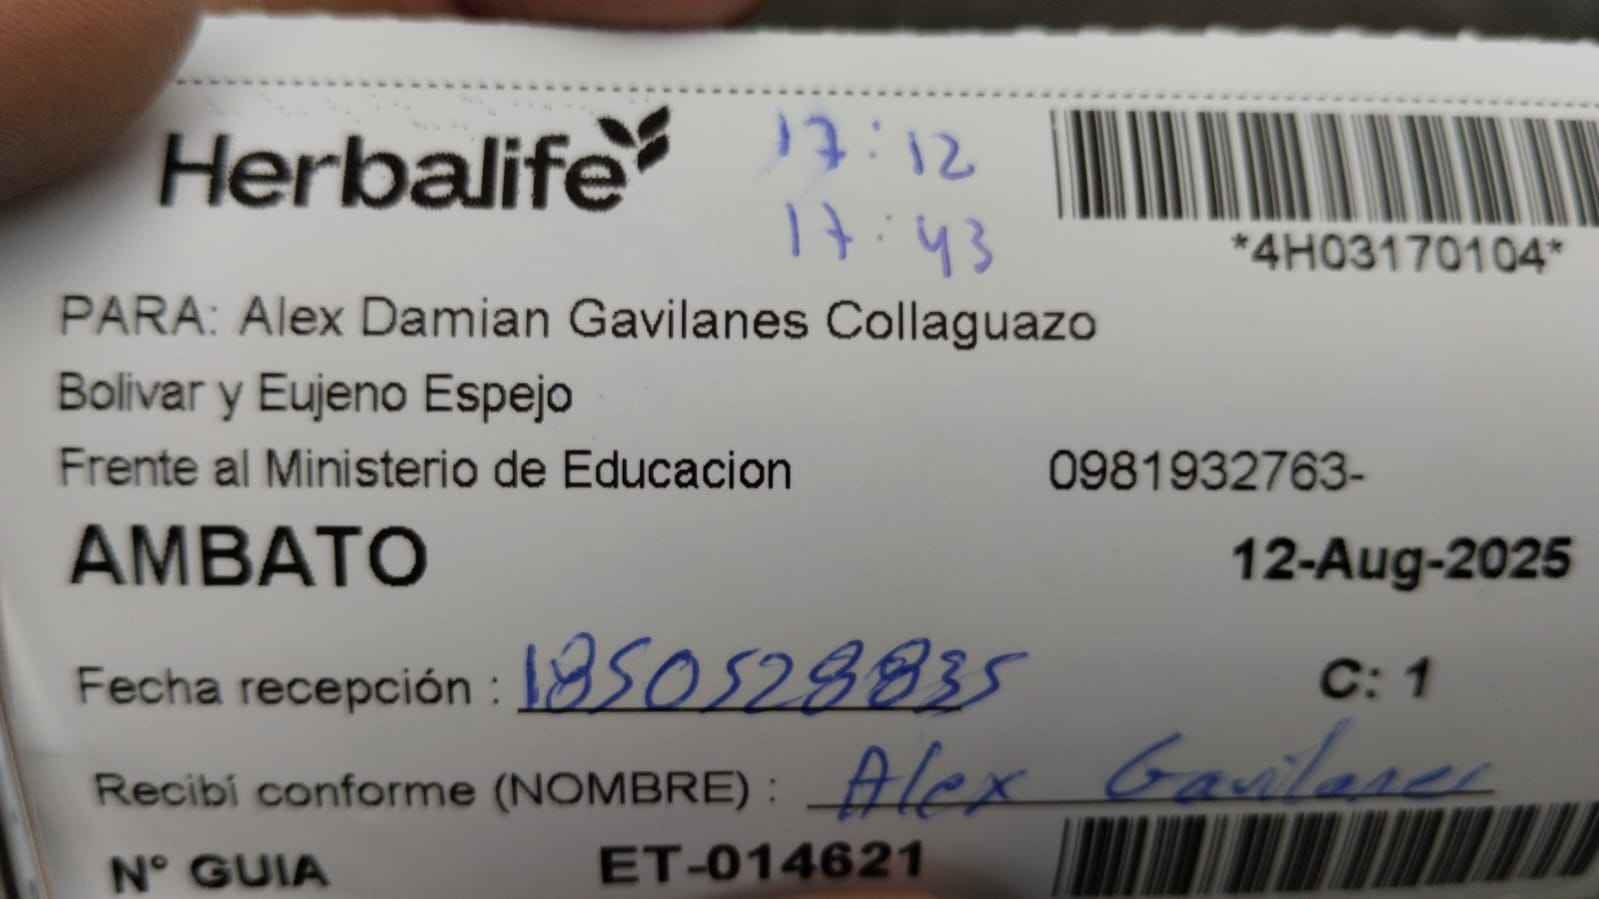 Herbalife
17:12
17:43
*4H03170104*
PARA: Alex Damian Gavilanes Collaguazo
Bolivar y Eujeno Espejo
Frente al Ministerio de Educacion 0981932763-
AMBATO
12-Aug-2025
Fecha recepción : 1850528835
C: 1
Recibí conforme (NOMBRE) : Alex Gavilanes
N° GUIA ET-014621